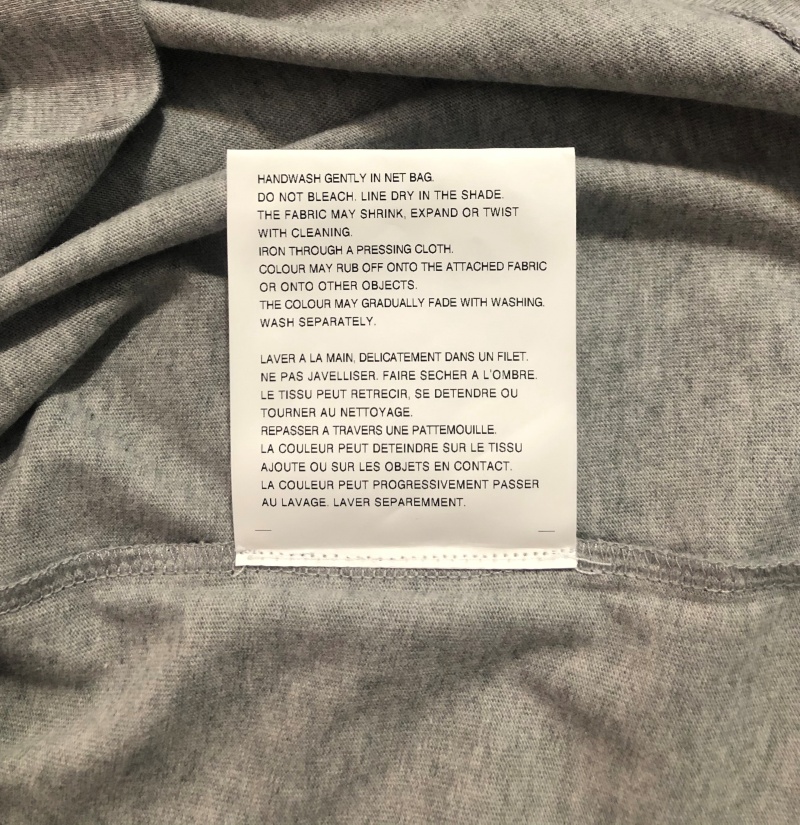 HANDWASH GENTLY IN NET BAG.
DO NOT BLEACH. LINE DRY IN THE SHADE.
THE FABRIC MAY SHRINK, EXPAND OR TWIST
WITH CLEANING.
IRON THROUGH A PRESSING CLOTH.
COLOUR MAY RUB OFF ONTO THE ATTACHED FABRIC
OR ONTO OTHER OBJECTS.
THE COLOUR MAY GRADUALLY FADE WITH WASHING.
WASH SEPARATELY.
LAVER A LA MAIN, DELICATEMENT DANS UN FILET.
NE PAS JAVELLISER. FAIRE SECHER A L'OMBRE.
LE TISSU PEUT RETRECIR, SE DETENDRE OU
TOURNER AU NETTOYAGE.
REPASSER A TRAVERS UNE PATTEMOUILLE.
LA COULEUR PEUT DETEINDRE SUR LE TISSU
AJOUTE OU SUR LES OBJETS EN CONTACT.
LA COULEUR PEUT PROGRESSIVEMENT PASSER
AU LAVAGE. LAVER SEPAREMMENT.